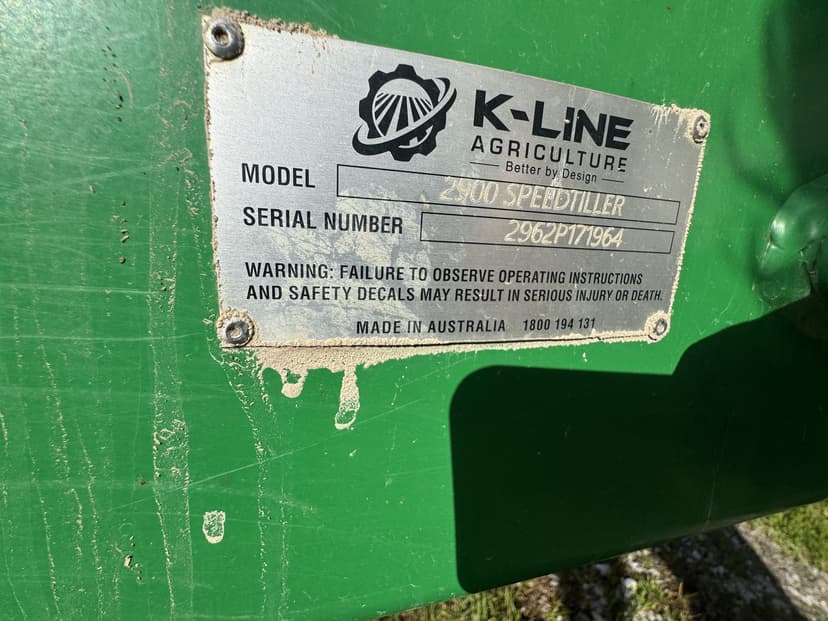 K-LINE
AGRICULTURE
Better by Design
MODEL 2900 SPEEDTILLER
SERIAL NUMBER 2962P171964
WARNING: FAILURE TO OBSERVE OPERATING INSTRUCTIONS
AND SAFETY DECALS MAY RESULT IN SERIOUS INJURY OR DEATH.
MADE IN AUSTRALIA 1800 194 131